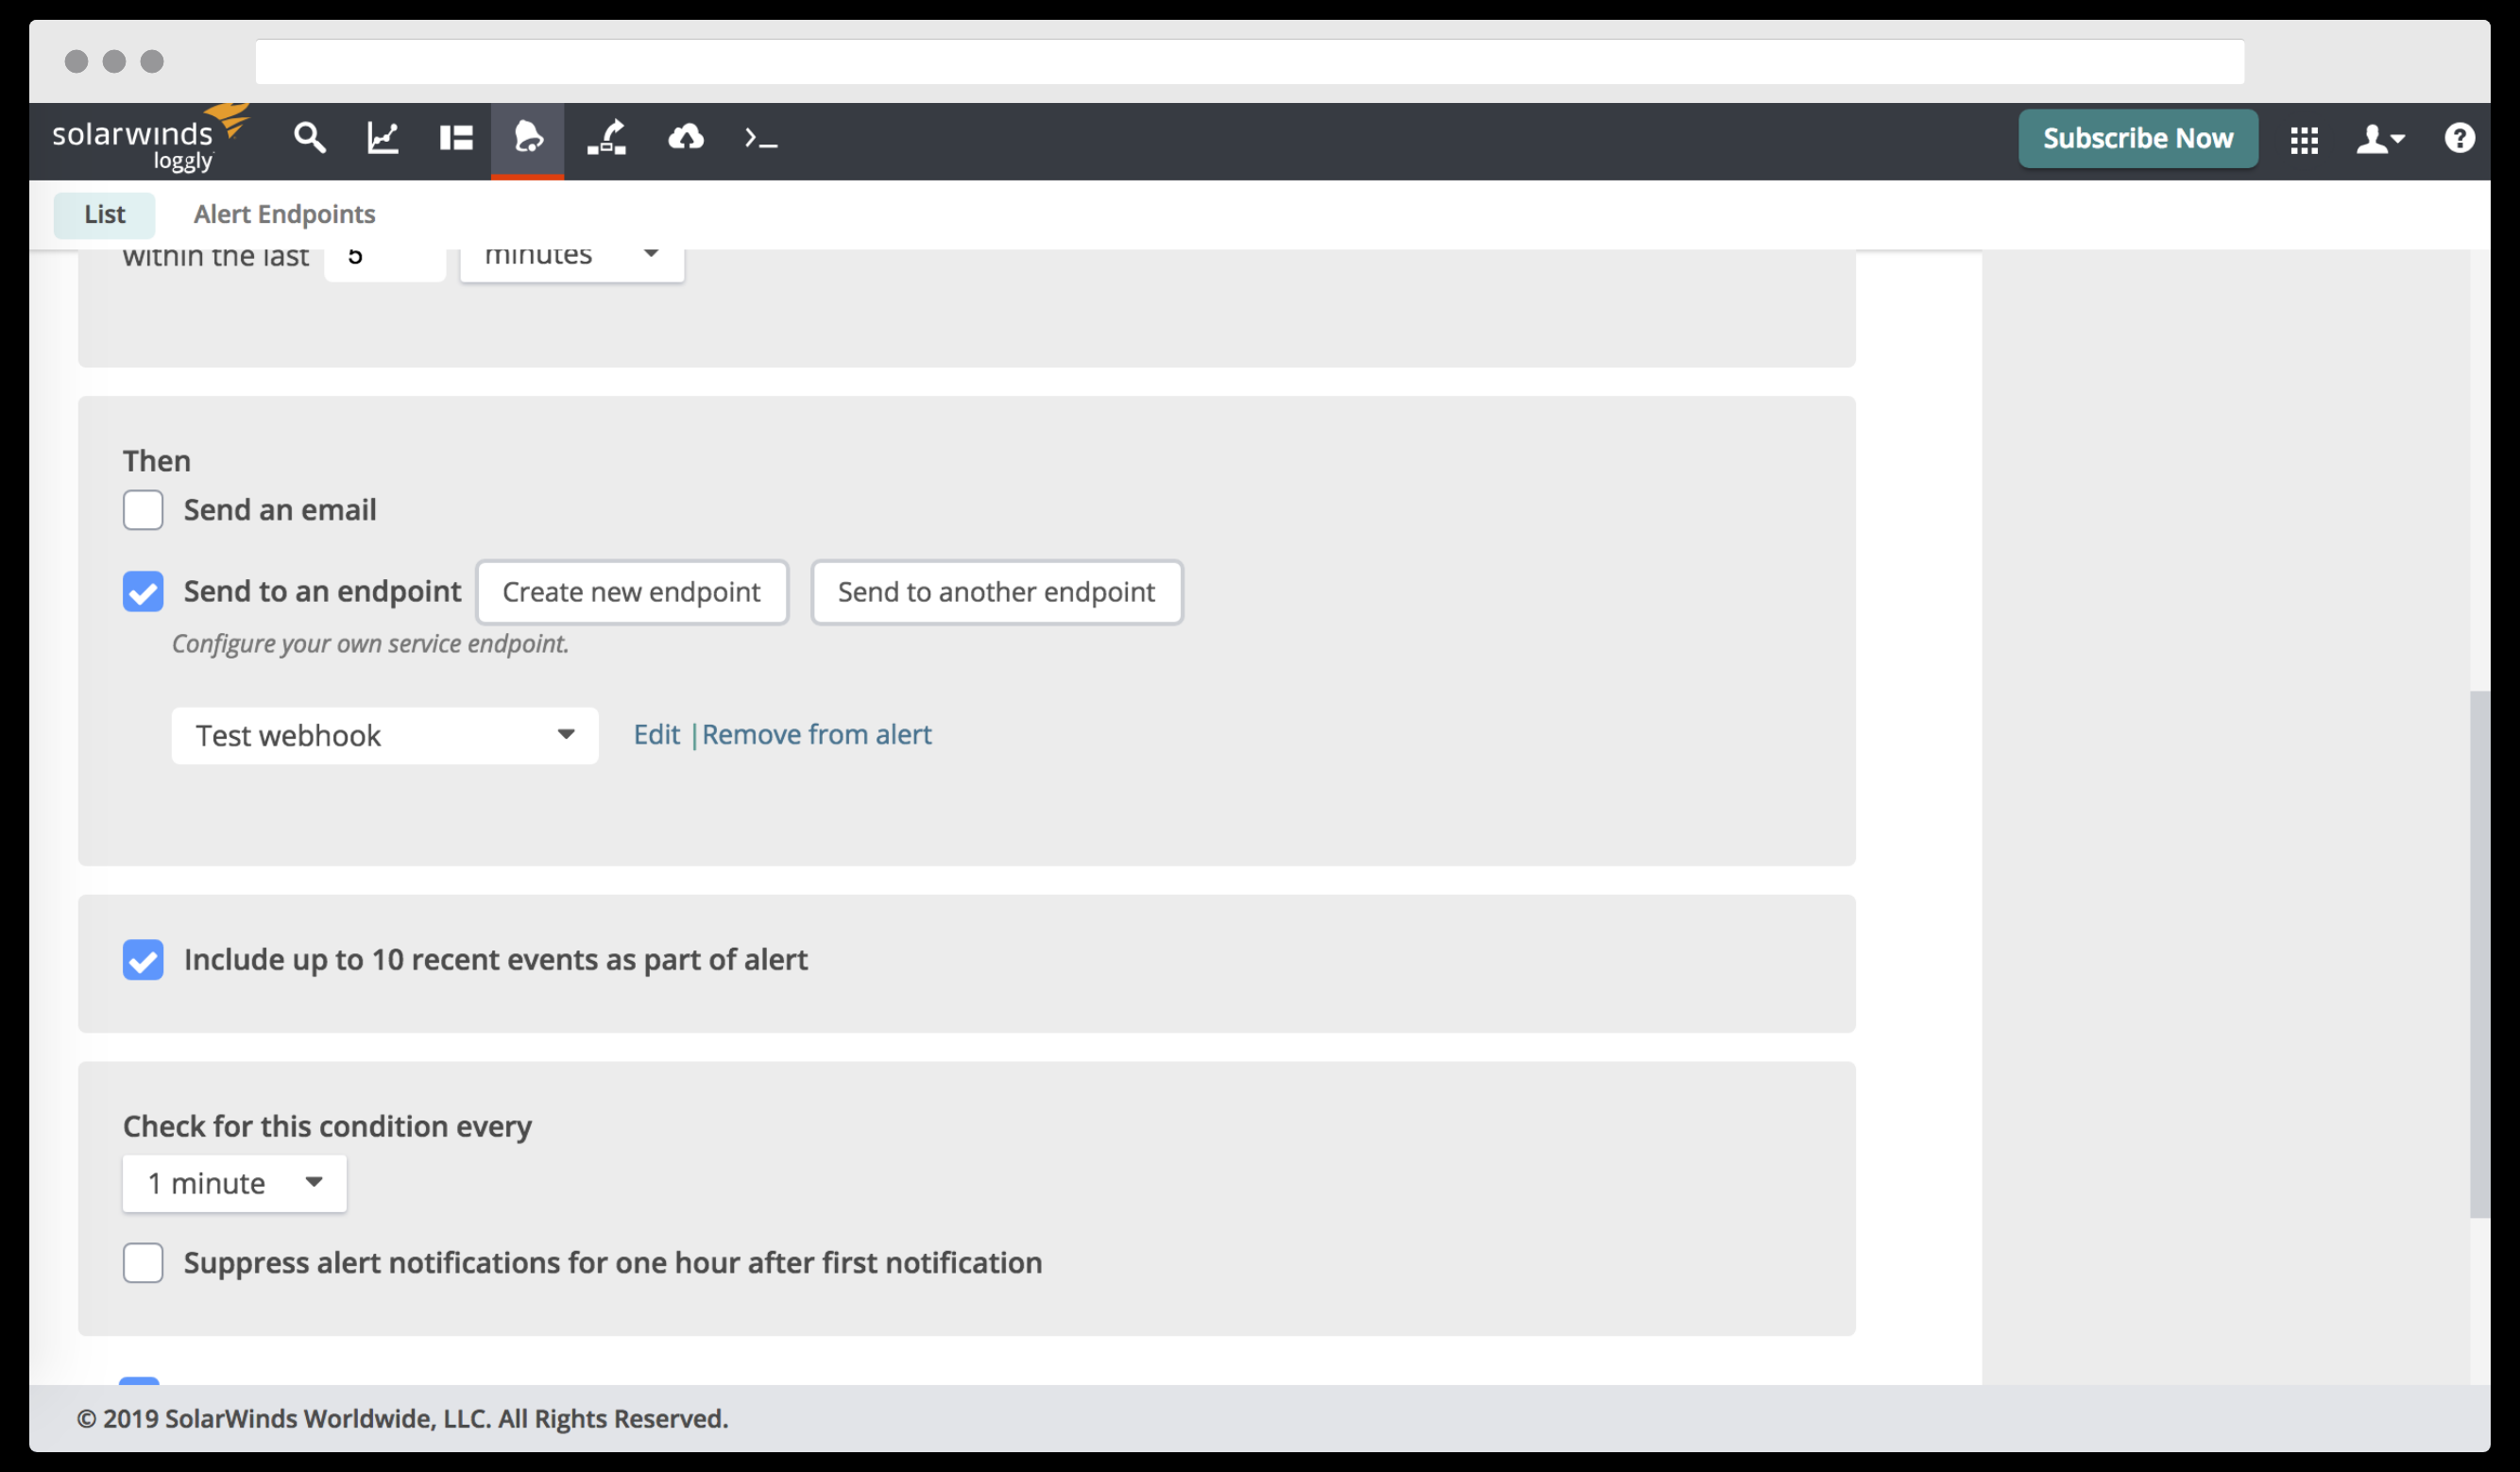 solarwinds
loggly
Subscribe Now
List
Alert Endpoints
within the last 5 minutes
Then
Send an email
Send to an endpoint Create new endpoint Send to another endpoint
Configure your own service endpoint.
Test webhook Edit |Remove from alert
Include up to 10 recent events as part of alert
Check for this condition every
1 minute
Suppress alert notifications for one hour after first notification
© 2019 SolarWinds Worldwide, LLC. All Rights Reserved.